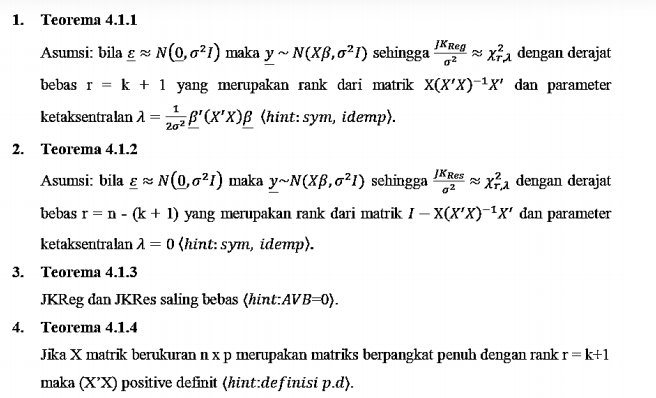 1. Teorema 4.1.1
Asumsi: bila ε ≈ N(0, σ²I) maka y ~ N(Xβ, σ²I) sehingga JK_Reg/σ² ≈ χ²_r,λ dengan derajat
bebas r = k + 1 yang merupakan rank dari matrik X(X'X)⁻¹X' dan parameter
ketaksentralan λ = 1/2σ² β'(X'X)β (hint: sym, idemp).
2. Teorema 4.1.2
Asumsi: bila ε ≈ N(0, σ²I) maka y~N(Xβ, σ²I) sehingga JK_Res/σ² ≈ χ²_r,λ dengan derajat
bebas r = n - (k + 1) yang merupakan rank dari matrik I − X(X'X)⁻¹X' dan parameter
ketaksentralan λ = 0 (hint: sym, idemp).
3. Teorema 4.1.3
JKReg dan JKRes saling bebas (hint:AVB=0).
4. Teorema 4.1.4
Jika X matrik berukuran n x p merupakan matriks berpangkat penuh dengan rank r = k+1
maka (X'X) positive definit (hint:definisi p.d).